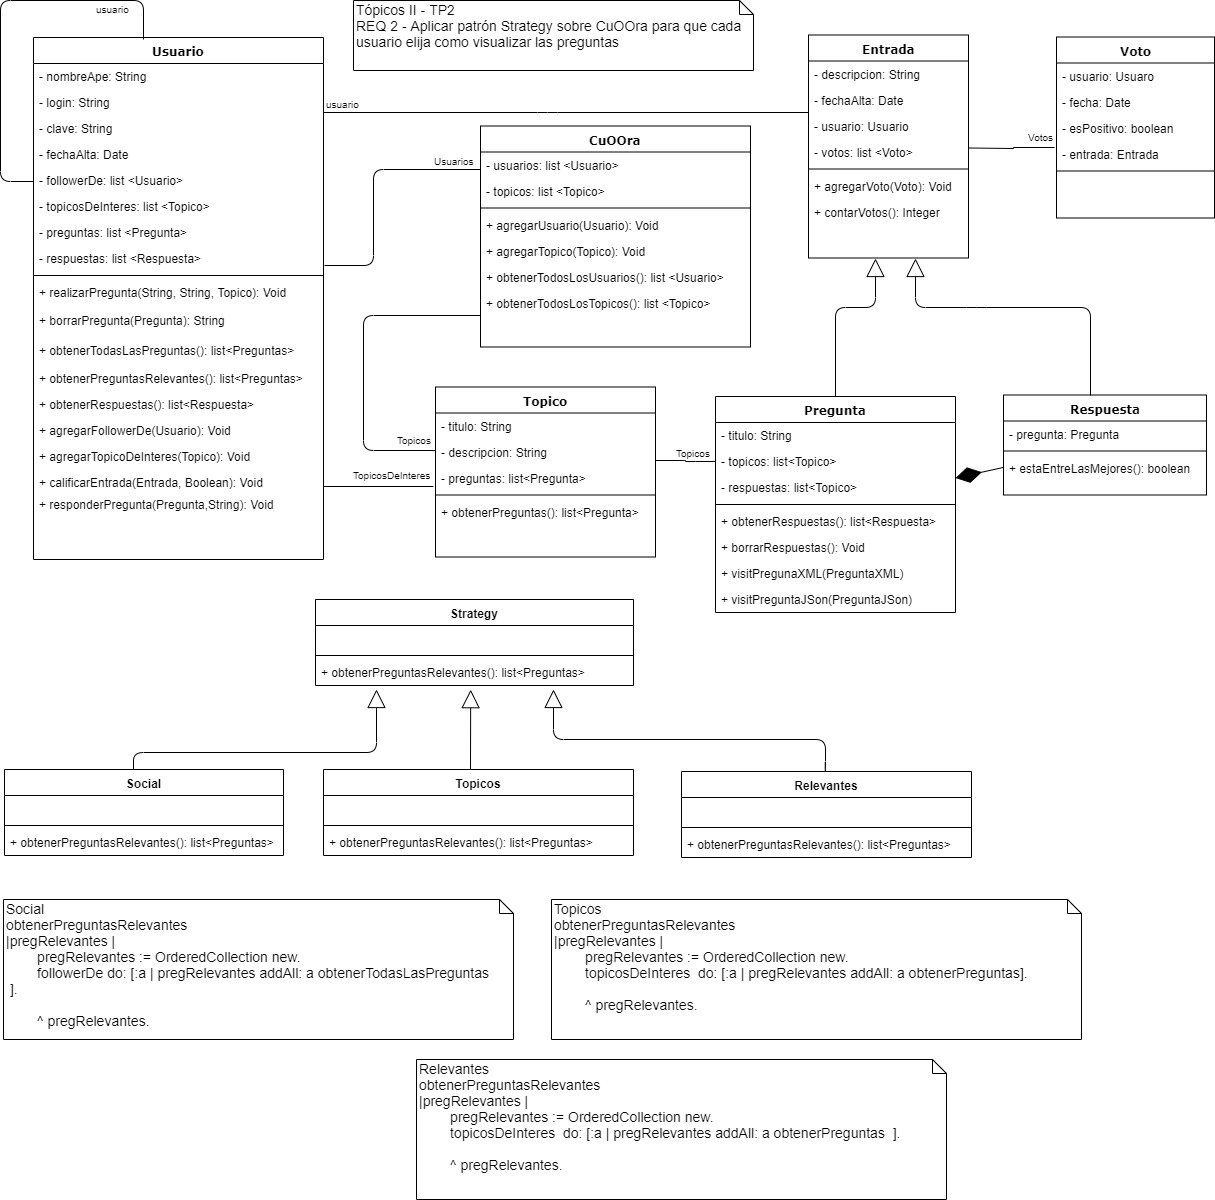 usuario
Tópicos II - TP2
REQ 2 - Aplicar patrón Strategy sobre CuOOra para que cada
usuario elija como visualizar las preguntas
Usuario
- nombreApe: String
- login: String
- clave: String
- fechaAlta: Date
- followerDe: list <Usuario>
- topicosDeInteres: list <Topico>
- preguntas: list <Pregunta>
- respuestas: list <Respuesta>
+ realizarPregunta(String, String, Topico): Void
+ borrarPregunta(Pregunta): String
+ obtenerTodasLasPreguntas(): list<Preguntas>
+ obtenerPreguntasRelevantes(): list<Preguntas>
+ obtenerRespuestas(): list<Respuesta>
+ agregarFollowerDe(Usuario): Void
+ agregarTopicoDeInteres(Topico): Void
+ calificarEntrada(Entrada, Boolean): Void
+ responderPregunta(Pregunta,String): Void
usuario
Usuarios
CuOOra
- usuarios: list <Usuario>
- topicos: list <Topico>
+ agregarUsuario(Usuario): Void
+ agregarTopico(Topico): Void
+ obtenerTodosLosUsuarios(): list <Usuario>
+ obtenerTodosLosTopicos(): list <Topico>
Entrada
- descripcion: String
- fechaAlta: Date
- usuario: Usuario
- votos: list <Voto>
+ agregarVoto(Voto): Void
+ contarVotos(): Integer
Votos
Voto
- usuario: Usuaro
- fecha: Date
- esPositivo: boolean
- entrada: Entrada
Topicos
TopicosDeInteres
Topico
- titulo: String
- descripcion: String
- preguntas: list<Pregunta>
+ obtenerPreguntas(): list<Pregunta>
Topicos
Pregunta
- titulo: String
- topicos: list<Topico>
- respuestas: list<Topico>
+ obtenerRespuestas(): list<Respuesta>
+ borrarRespuestas(): Void
+ visitPregunaXML(PreguntaXML)
+ visitPreguntaJSon(PreguntaJSon)
Respuesta
- pregunta: Pregunta
+ estaEntreLasMejores(): boolean
Strategy
+ obtenerPreguntasRelevantes(): list<Preguntas>
Social
+ obtenerPreguntasRelevantes(): list<Preguntas>
Topicos
+ obtenerPreguntasRelevantes(): list<Preguntas>
Relevantes
+ obtenerPreguntasRelevantes(): list<Preguntas>
Social
obtenerPreguntasRelevantes
|pregRelevantes |
pregRelevantes := OrderedCollection new.
followerDe do: [:a | pregRelevantes addAll: a obtenerTodasLasPreguntas
].
^ pregRelevantes.
Topicos
obtenerPreguntasRelevantes
|pregRelevantes |
pregRelevantes := OrderedCollection new.
topicosDeInteres  do: [:a | pregRelevantes addAll: a obtenerPreguntas].
^ pregRelevantes.
Relevantes
obtenerPreguntasRelevantes
|pregRelevantes |
pregRelevantes := OrderedCollection new.
topicosDeInteres  do: [:a | pregRelevantes addAll: a obtenerPreguntas  ].
^ pregRelevantes.